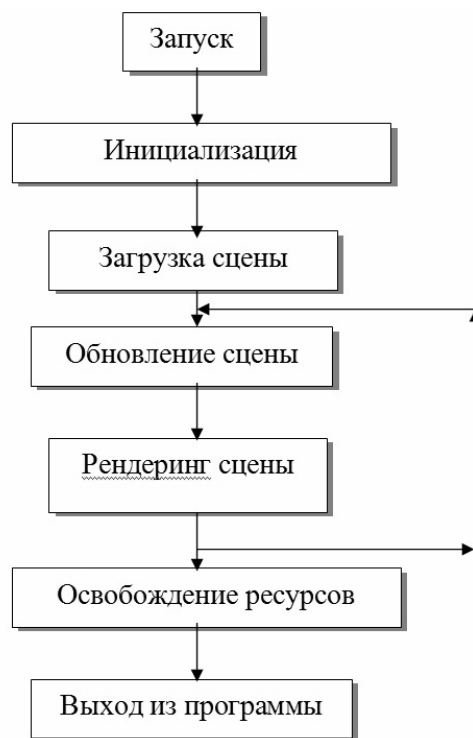 Запуск
Инициализация
Загрузка сцены
Обновление сцены
Рендеринг сцены
Освобождение ресурсов
Выход из программы